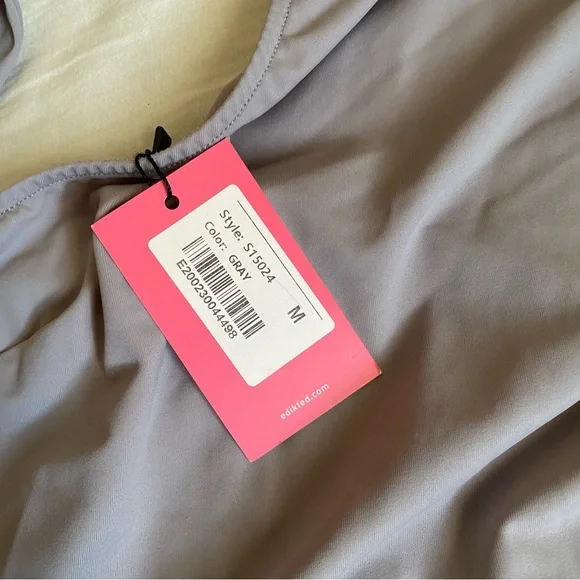 Style: S15024
Color: GRAY
E200230044498
M
edikted.com